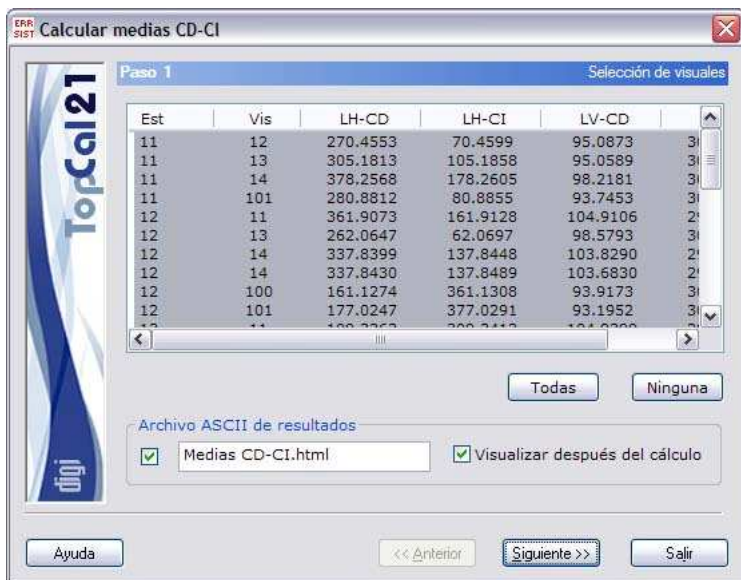 ERR SIST Calcular medias CD-CI
TopCal21
digi
Paso 1 Selección de visuales
Est Vis LH-CD LH-CI LV-CD
11 12 270.4553 70.4599 95.0873
11 13 305.1813 105.1858 95.0589
11 14 378.2568 178.2605 98.2181
11 101 280.8812 80.8855 93.7453
12 11 361.9073 161.9128 104.9106
12 13 262.0647 62.0697 98.5793
12 14 337.8399 137.8448 103.8290
12 14 337.8430 137.8489 103.6830
12 100 161.1274 361.1308 93.9173
12 101 177.0247 377.0291 93.1952
Todas Ninguna
Archivo ASCII de resultados
Medias CD-CI.html Visualizar después del cálculo
Ayuda << Anterior Siguiente >> Salir